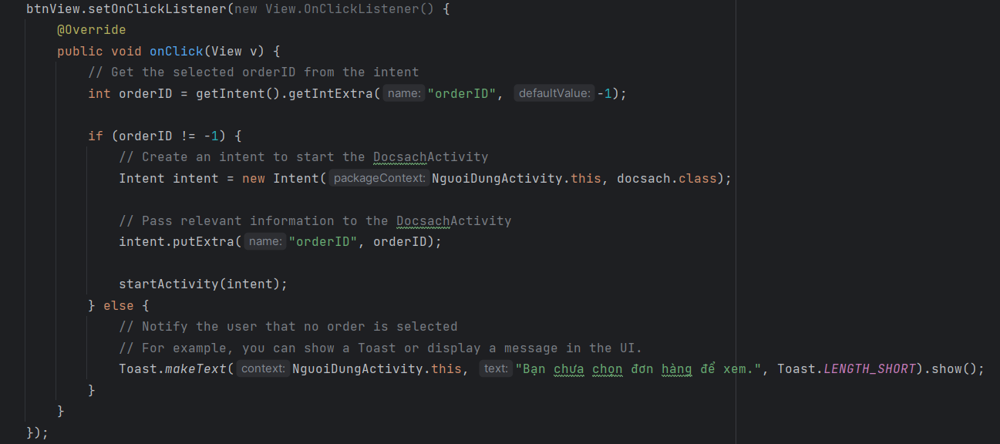 btnView.setOnClickListener(new View.OnClickListener() {
@Override
public void onClick(View v) {
// Get the selected orderID from the intent
int orderID = getIntent().getIntExtra( name: "orderID", defaultValue: -1);
if (orderID != -1) {
// Create an intent to start the DocsachActivity
Intent intent = new Intent( packageContext: NguoiDungActivity.this, docsach.class);
// Pass relevant information to the DocsachActivity
intent.putExtra( name: "orderID", orderID);
startActivity(intent);
} else {
// Notify the user that no order is selected
// For example, you can show a Toast or display a message in the UI.
Toast.makeText( context: NguoiDungActivity.this, text: "Bạn chưa chọn đơn hàng để xem.", Toast.LENGTH_SHORT).show();
}
}
});